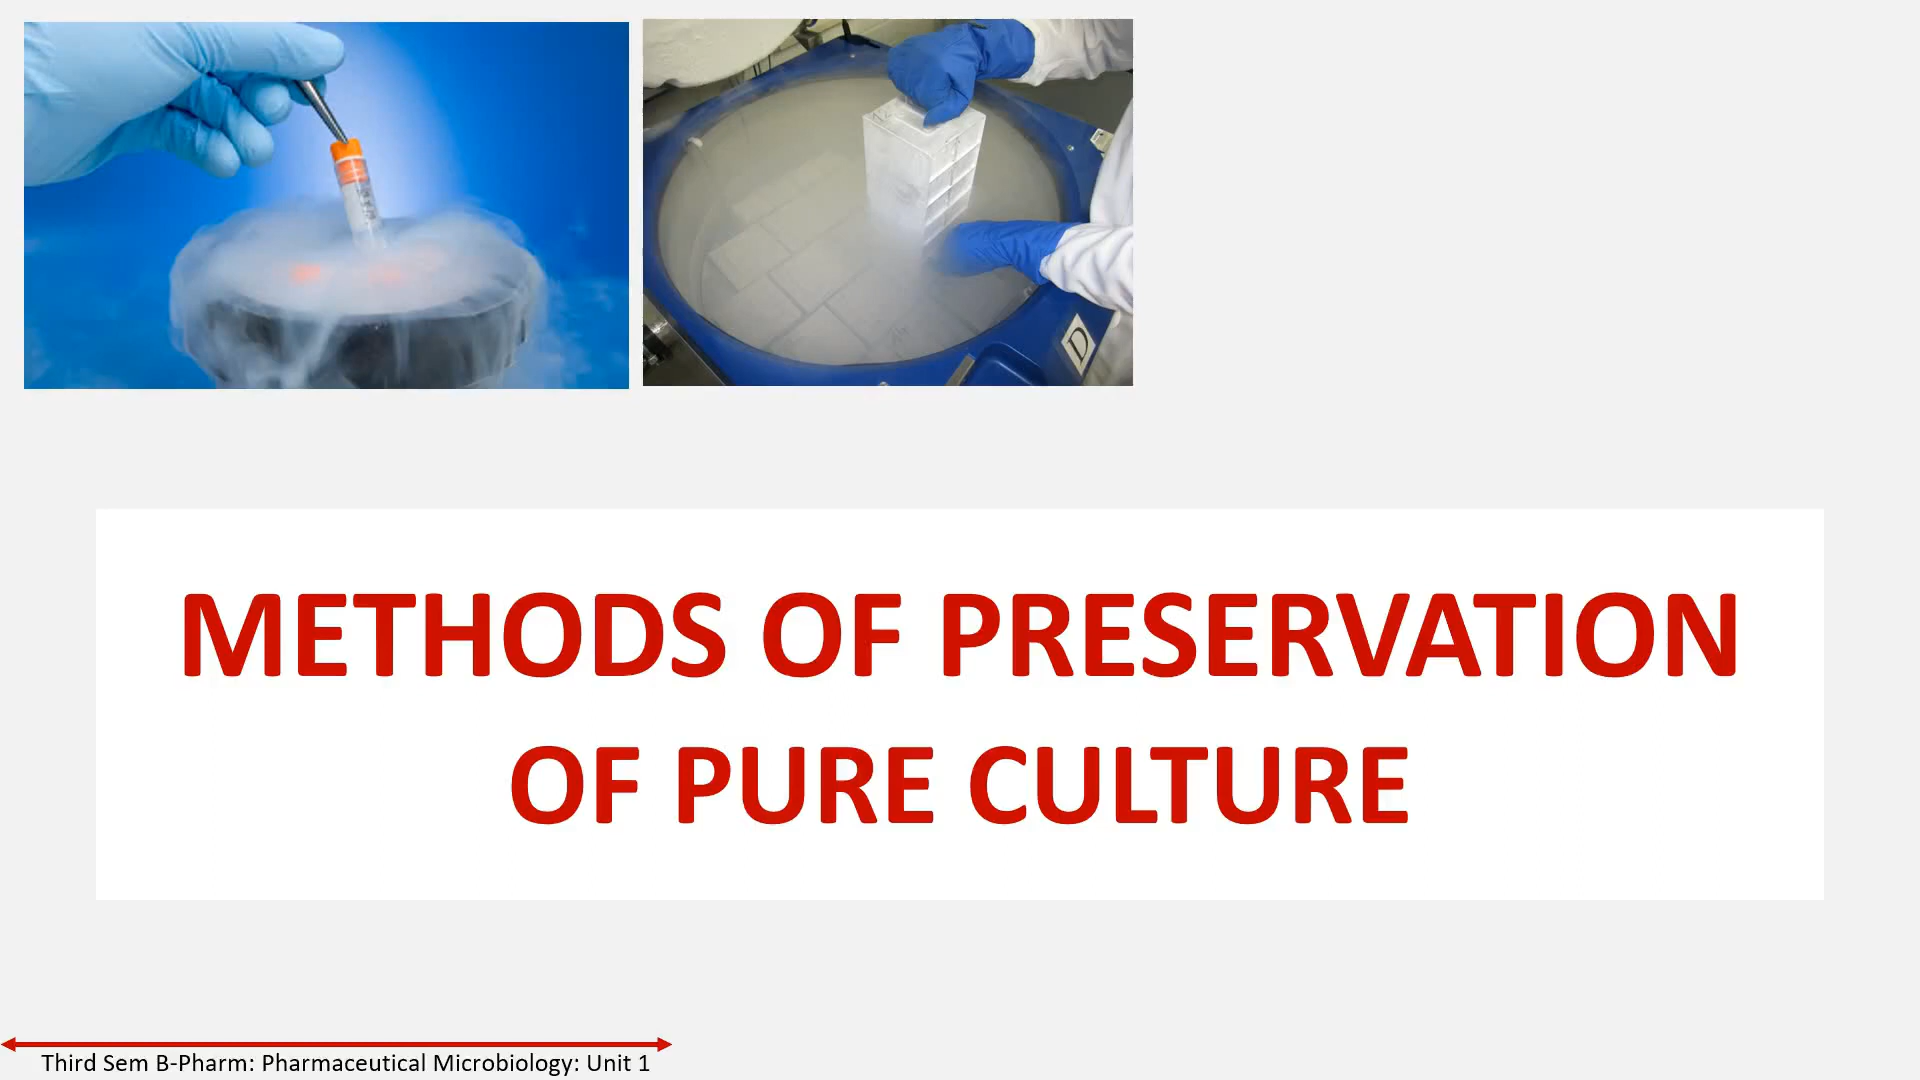 D
METHODS OF PRESERVATION
OF PURE CULTURE
Third Sem B-Pharm: Pharmaceutical Microbiology: Unit 1